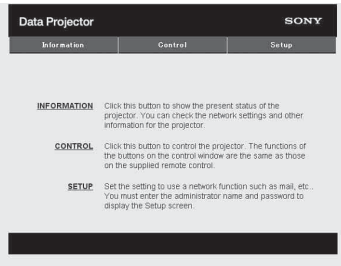 Data Projector SONY
Information Control Setup
INFORMATION Click this button to show the present status of the
projector. You can check the network settings and other
information for the projector.
CONTROL Click this button to control the projector. The functions of
the buttons on the control window are the same as those
on the supplied remote control.
SETUP Set the setting to use a network function such as mail, etc..
You must enter the administrator name and password to
display the Setup screen.